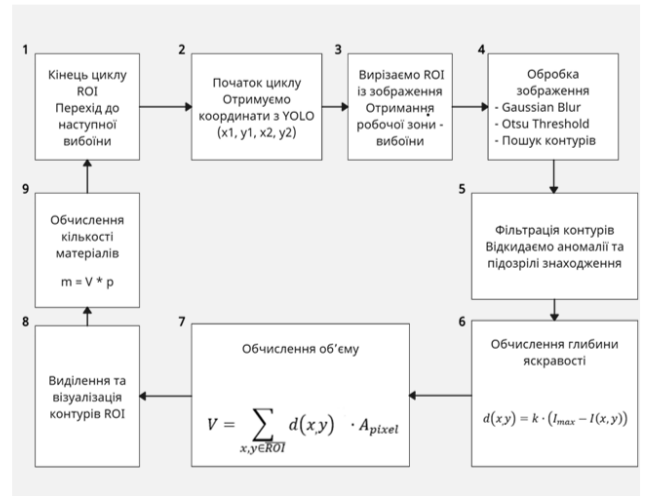 1
Кінець циклу
ROI
Перехід до
наступної
вибоїни
2
Початок циклу
Отримуємо
координати з YOLO
(x1, y1, x2, y2)
3
Вирізаємо ROI
із зображення
Отримання
робочої зони -
вибоїни
4
Обробка
зображення
- Gaussian Blur
- Otsu Threshold
- Пошук контурів
5
Фільтрація контурів
Відкидаємо аномалії та
підозрілі знаходження
6
Обчислення глибини
яскравості
d(x,y) = k · (I_max − I(x, y))
7
Обчислення об’єму
V = ∑ d(x,y) · A_pixel
x,y∈ROI
8
Виділення та
візуалізація
контурів ROI
9
Обчислення
кількості
матеріалів
m = V * p